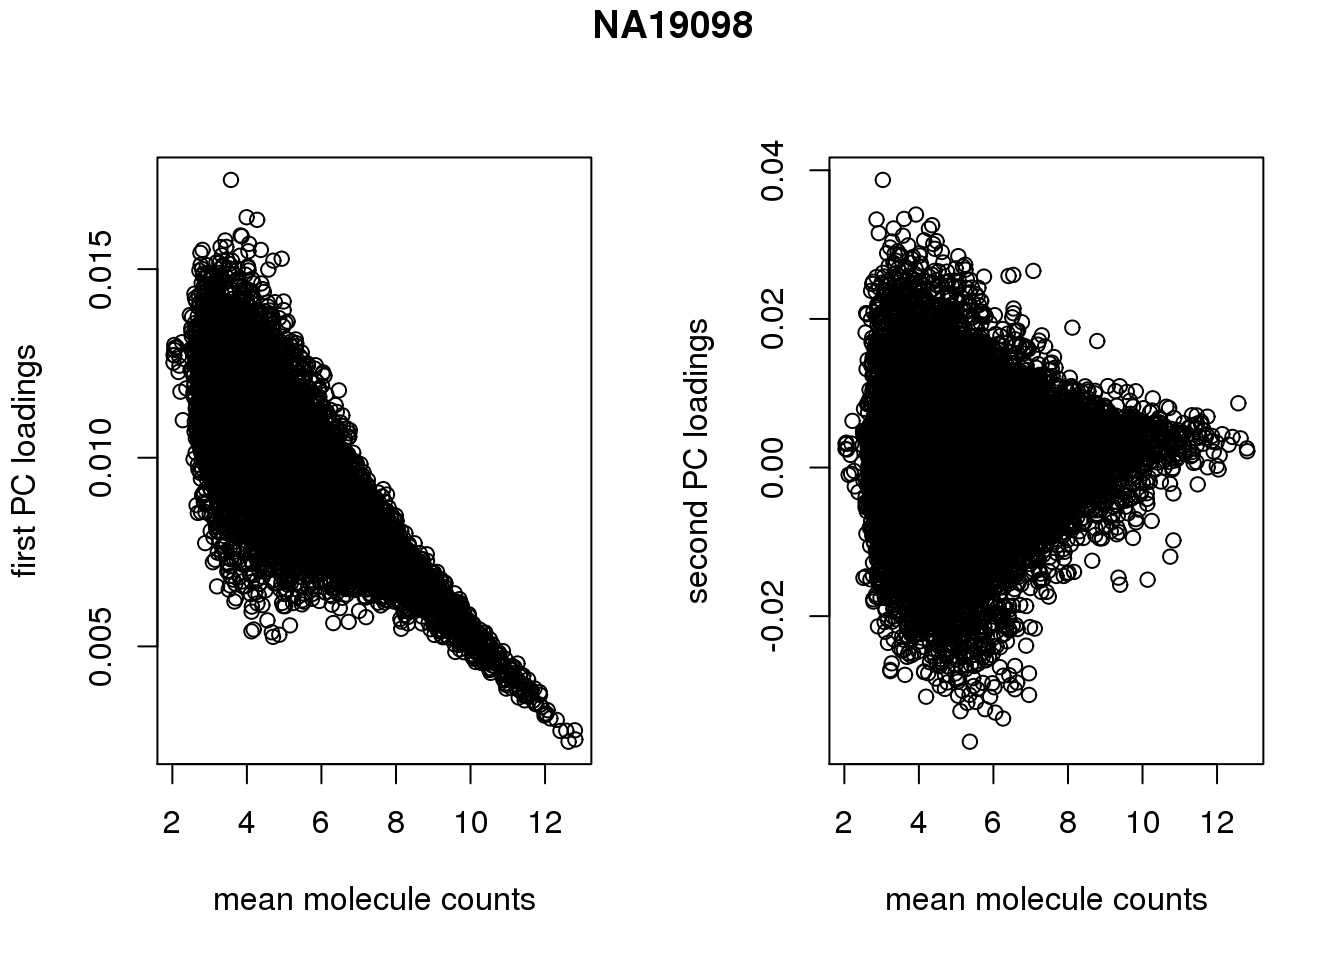 NA19098
first PC loadings
0.015
0.010
0.005
2 4 6 8 10 12
mean molecule counts
second PC loadings
0.04
0.02
0.00
-0.02
2 4 6 8 10 12
mean molecule counts